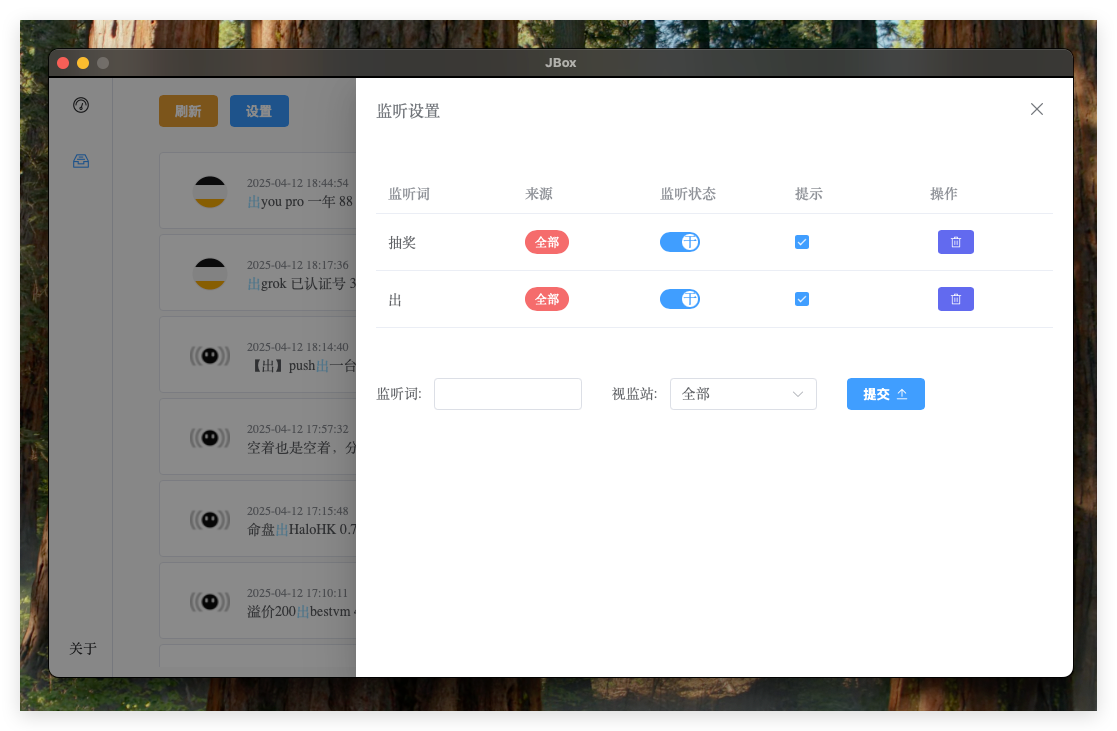 JBox
刷新
设置
2025-04-12 18:44:54
出you pro 一年 88
2025-04-12 18:17:36
出grok 已认证号 3
2025-04-12 18:14:40
【出】push出一台
2025-04-12 17:57:32
空着也是空着，分
2025-04-12 17:15:48
命盘出HaloHK 0.7
2025-04-12 17:10:11
溢价200出bestvm
关于
监听设置
监听词 来源 监听状态 提示 操作
抽奖 全部 干
出 全部 干
监听词: 视监站: 全部 提交